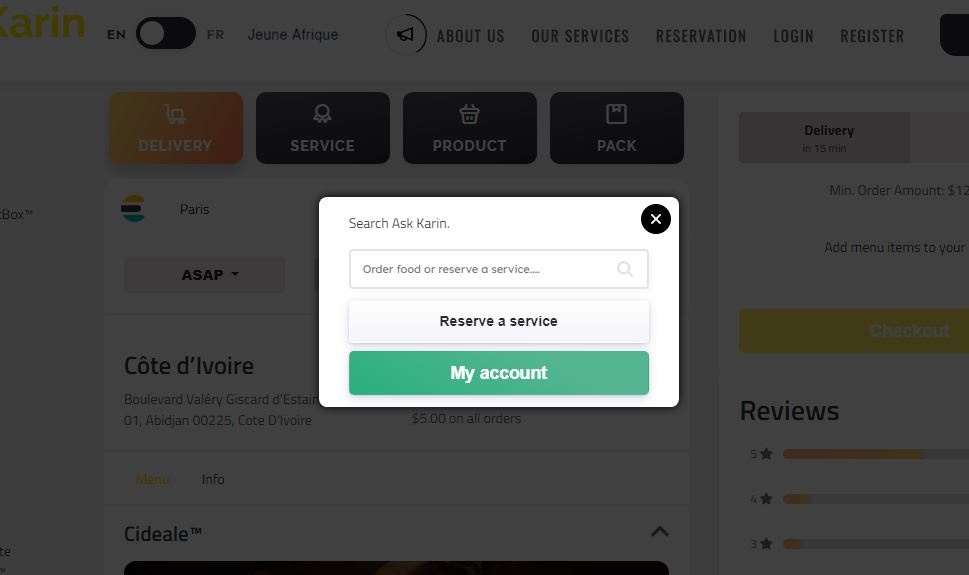 Karin
EN
FR
Jeune Afrique
ABOUT US
OUR SERVICES
RESERVATION
LOGIN
REGISTER
DELIVERY
SERVICE
PRODUCT
PACK
Delivery
in 15 min
Min. Order Amount: $12
Box™
Paris
Search Ask Karin.
Order food or reserve a service....
Add menu items to your
ASAP
Reserve a service
Checkout
Côte d’Ivoire
My account
Boulevard Valéry Giscard d'Estain
01, Abidjan 00225, Cote D'Ivoire
$5.00 on all orders
Reviews
5
4
3
Menu
Info
Cideale™